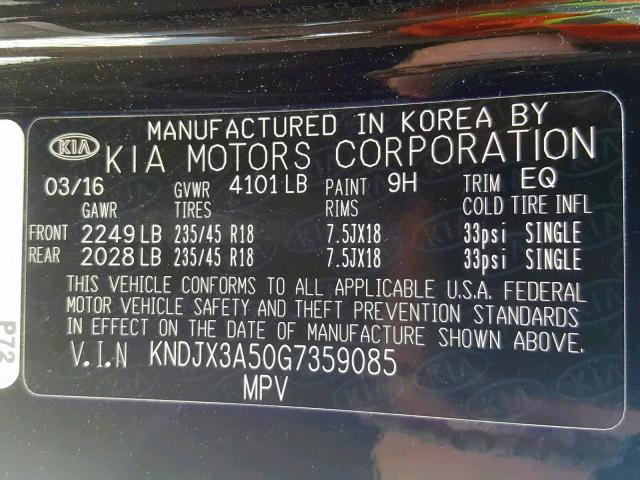 MANUFACTURED IN KOREA BY
KIA KIA MOTORS CORPORATION
03/16 GVWR 4101LB PAINT 9H TRIM EQ
GAWR TIRES RIMS COLD TIRE INFL
FRONT 2249LB 235/45 R18 7.5JX18 33psi SINGLE
REAR 2028LB 235/45 R18 7.5JX18 33psi SINGLE
THIS VEHICLE CONFORMS TO ALL APPLICABLE U.S.A. FEDERAL
MOTOR VEHICLE SAFETY AND THEFT PREVENTION STANDARDS
IN EFFECT ON THE DATE OF MANUFACTURE SHOWN ABOVE.
V.I.N KNDJX3A50G7359085
MPV
P72